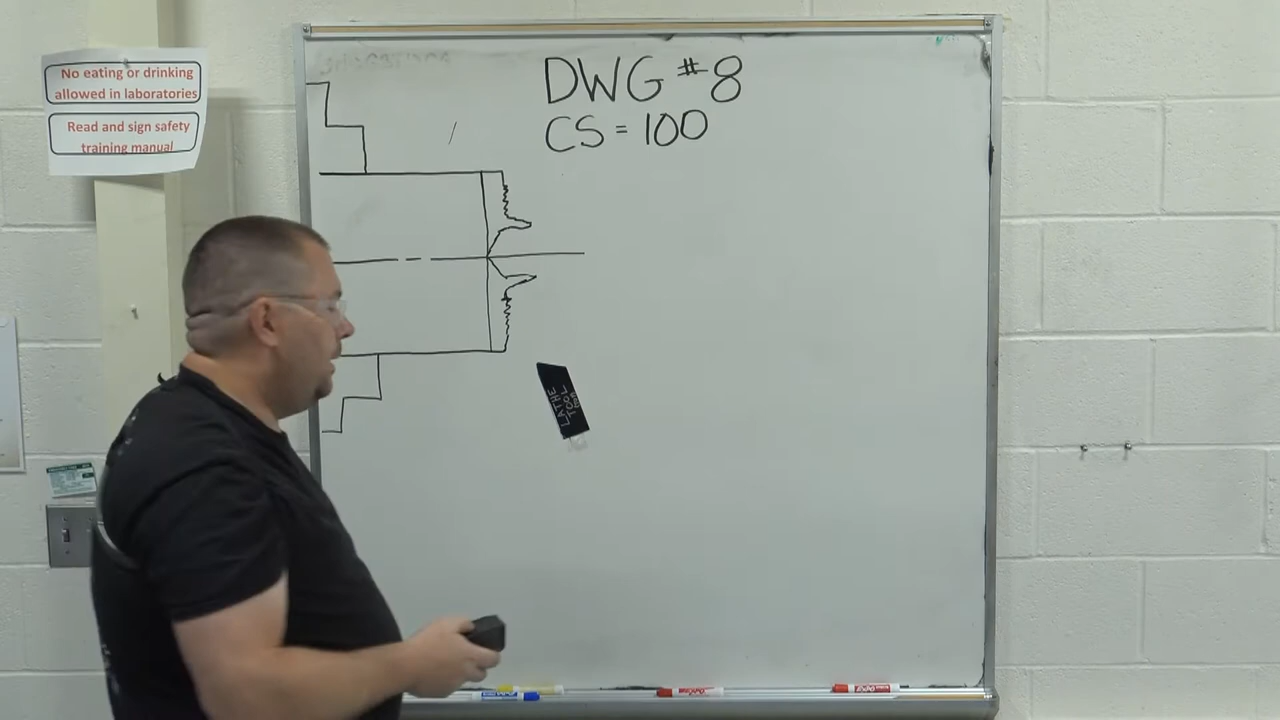 No eating or drinking
allowed in laboratories
Read and sign safety
training manual
DWG #8
CS = 100
LATHE
TOOL